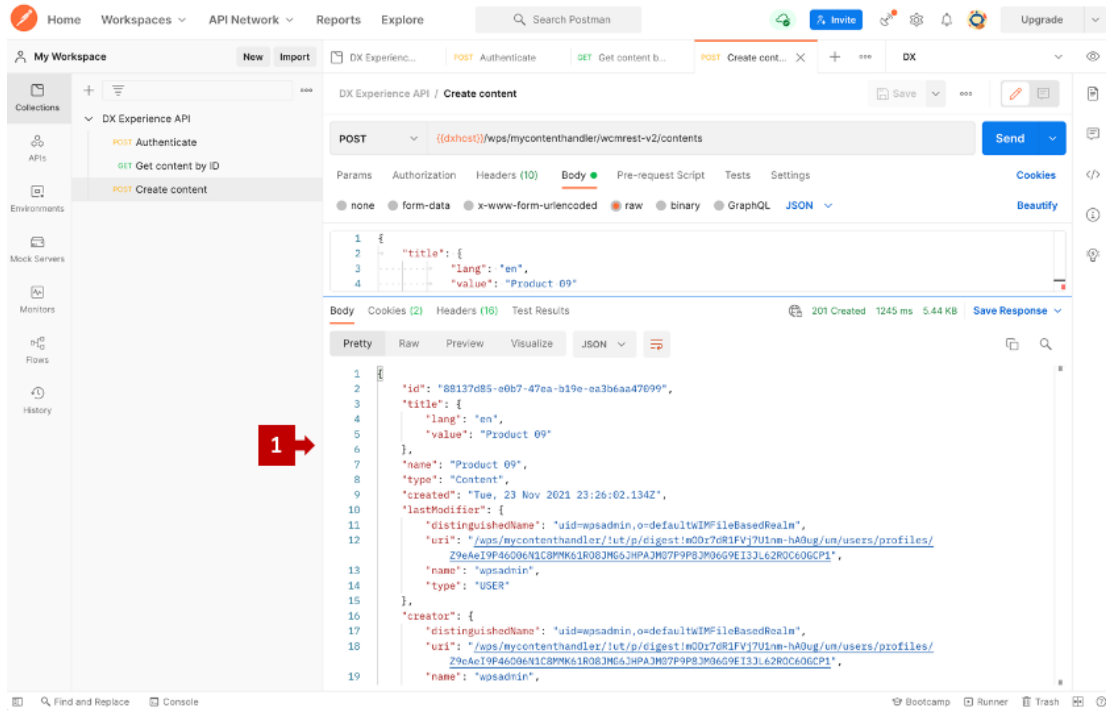 Home Workspaces API Network Reports Explore Search Postman Invite Upgrade
My Workspace New Import DX Experienc... POST Authenticate GET Get content b... POST Create cont... DX
Collections
APIs
Environments
Mock Servers
Monitors
Flows
History
DX Experience API
POST Authenticate
GET Get content by ID
POST Create content
DX Experience API / Create content Save
POST {{dxhost}}/wps/mycontenthandler/wcmrest-v2/contents Send
Params Authorization Headers (10) Body Pre-request Script Tests Settings Cookies
none form-data x-www-form-urlencoded raw binary GraphQL JSON Beautify
1 {
2 "title": {
3 "lang": "en",
4 "value": "Product 09"
Body Cookies (2) Headers (16) Test Results 201 Created 1245 ms 5.44 KB Save Response
Pretty Raw Preview Visualize JSON
1 {
2 "id": "88137d85-e0b7-47ea-b19e-ea3b6aa47099",
3 "title": {
4 "lang": "en",
5 "value": "Product 09"
1
6 },
7 "name": "Product 09",
8 "type": "Content",
9 "created": "Tue, 23 Nov 2021 23:26:02.134Z",
10 "lastModifier": {
11 "distinguishedName": "uid=wpsadmin,o=defaultWIMFileBasedRealm",
12 "uri": "/wps/mycontenthandler/!ut/p/digest!mODr7dR1FVj7U1nm-hA0ug/um/users/profiles/
Z9eAeI9P46O06N1C8MMK61RO8JMG6JHPAJM07P9P8JM06G9EI3JL62ROC6OGCP1",
13 "name": "wpsadmin",
14 "type": "USER"
15 },
16 "creator": {
17 "distinguishedName": "uid=wpsadmin,o=defaultWIMFileBasedRealm",
18 "uri": "/wps/mycontenthandler/!ut/p/digest!mODr7dR1FVj7U1nm-hA0ug/um/users/profiles/
Z9eAeI9P46O06N1C8MMK61RO8JMG6JHPAJM07P9P8JM06G9EI3JL62ROC6OGCP1",
19 "name": "wpsadmin",
Find and Replace Console Bootcamp Runner Trash